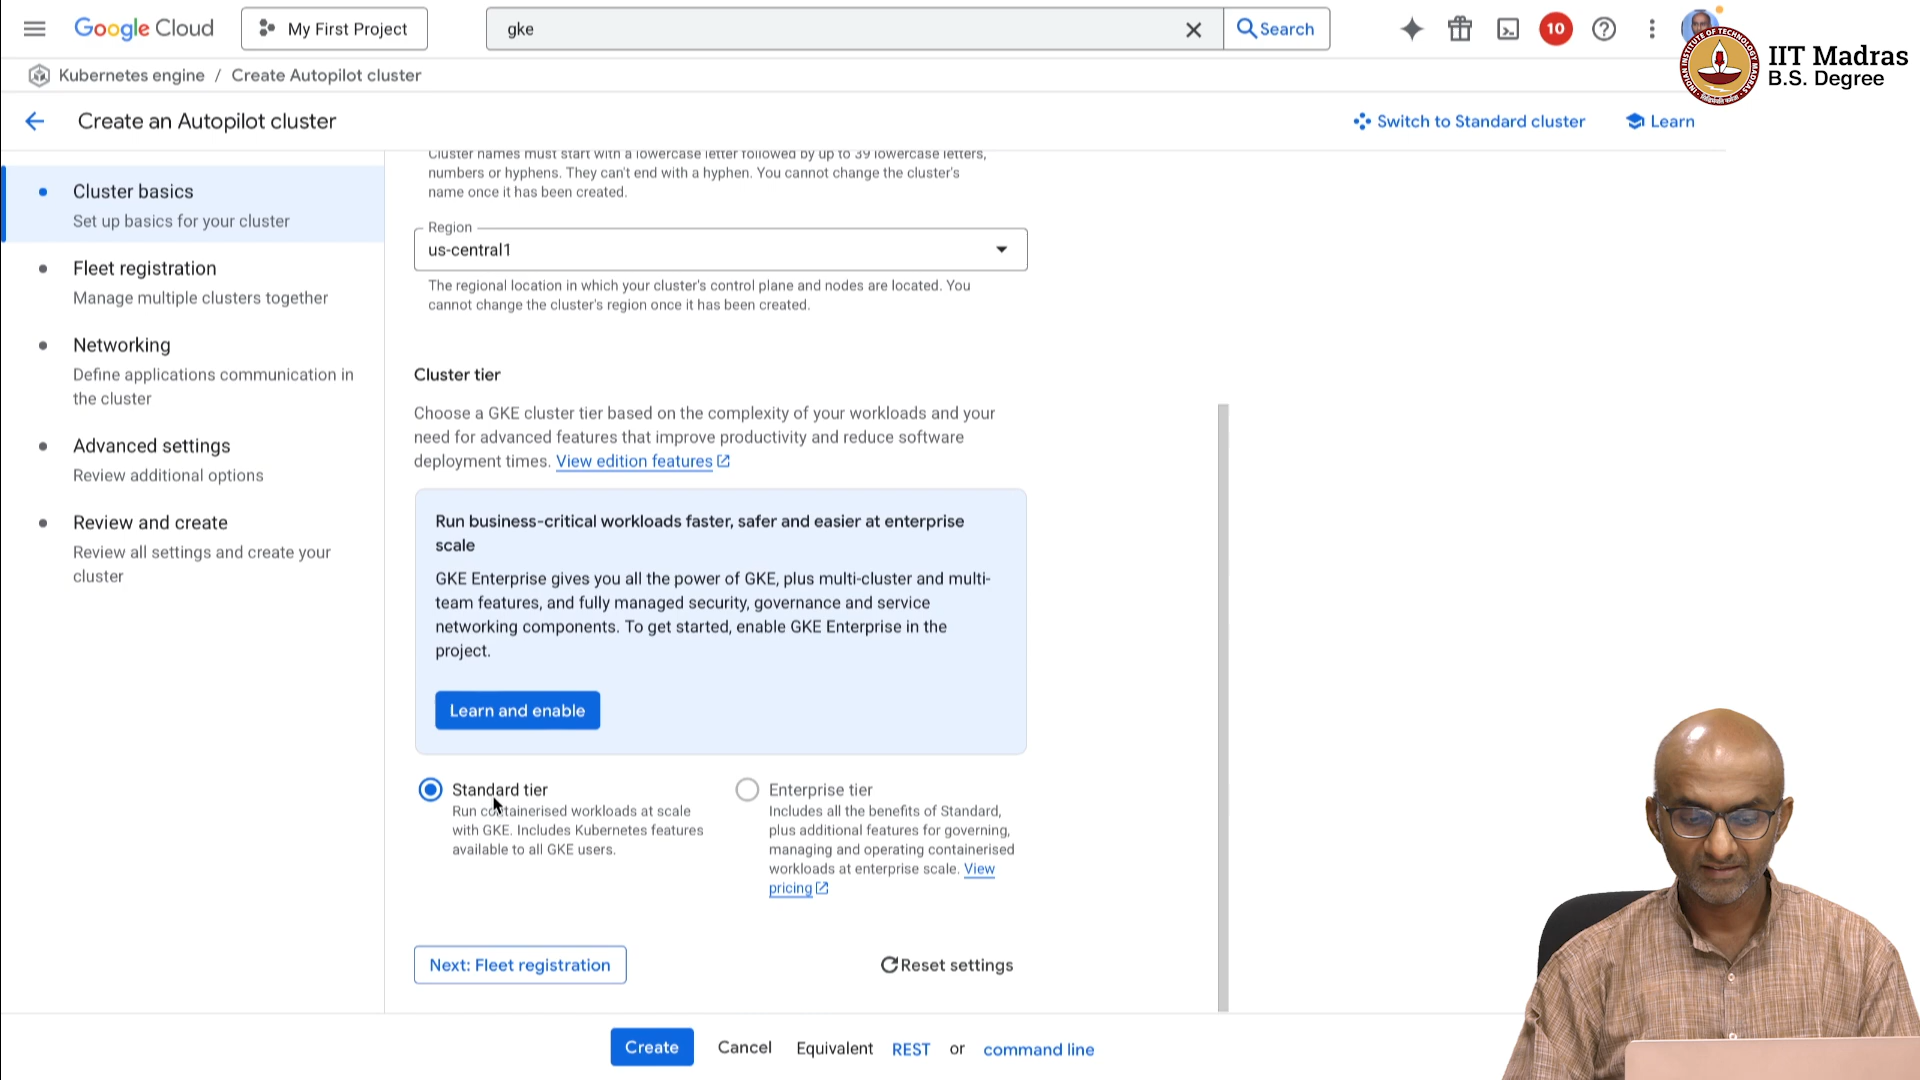 Google Cloud
My First Project
gke
Search
10
IIT Madras
B.S. Degree
Kubernetes engine / Create Autopilot cluster
Create an Autopilot cluster
Switch to Standard cluster
Learn
Cluster basics
Set up basics for your cluster
Fleet registration
Manage multiple clusters together
Networking
Define applications communication in
the cluster
Advanced settings
Review additional options
Review and create
Review all settings and create your
cluster
Cluster names must start with a lowercase letter followed by up to 39 lowercase letters,
numbers or hyphens. They can't end with a hyphen. You cannot change the cluster's
name once it has been created.
Region
us-central1
The regional location in which your cluster's control plane and nodes are located. You
cannot change the cluster's region once it has been created.
Cluster tier
Choose a GKE cluster tier based on the complexity of your workloads and your
need for advanced features that improve productivity and reduce software
deployment times. View edition features
Run business-critical workloads faster, safer and easier at enterprise
scale
GKE Enterprise gives you all the power of GKE, plus multi-cluster and multi-
team features, and fully managed security, governance and service
networking components. To get started, enable GKE Enterprise in the
project.
Learn and enable
Standard tier
Run containerised workloads at scale
with GKE. Includes Kubernetes features
available to all GKE users.
Enterprise tier
Includes all the benefits of Standard,
plus additional features for governing,
managing and operating containerised
workloads at enterprise scale. View
pricing
Next: Fleet registration
Reset settings
Create
Cancel
Equivalent REST or command line